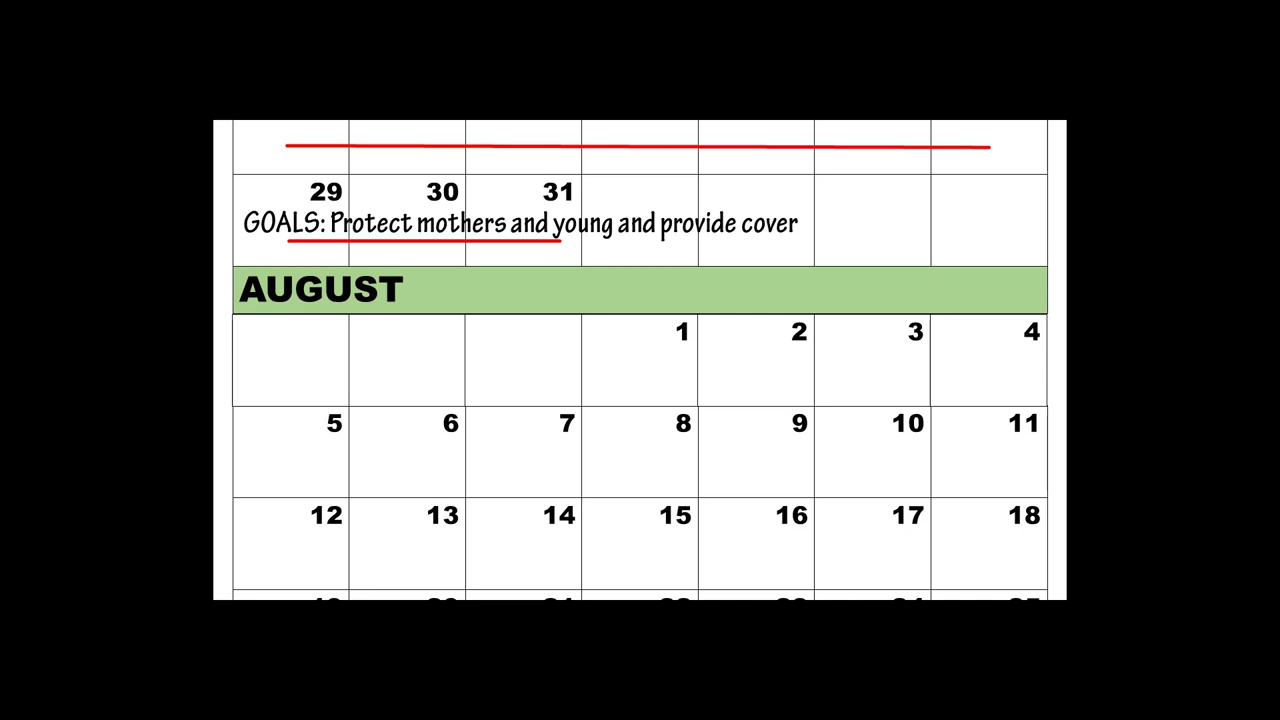 29 30 31
GOALS: Protect mothers and young and provide cover
AUGUST
1 2 3 4
5 6 7 8 9 10 11
12 13 14 15 16 17 18